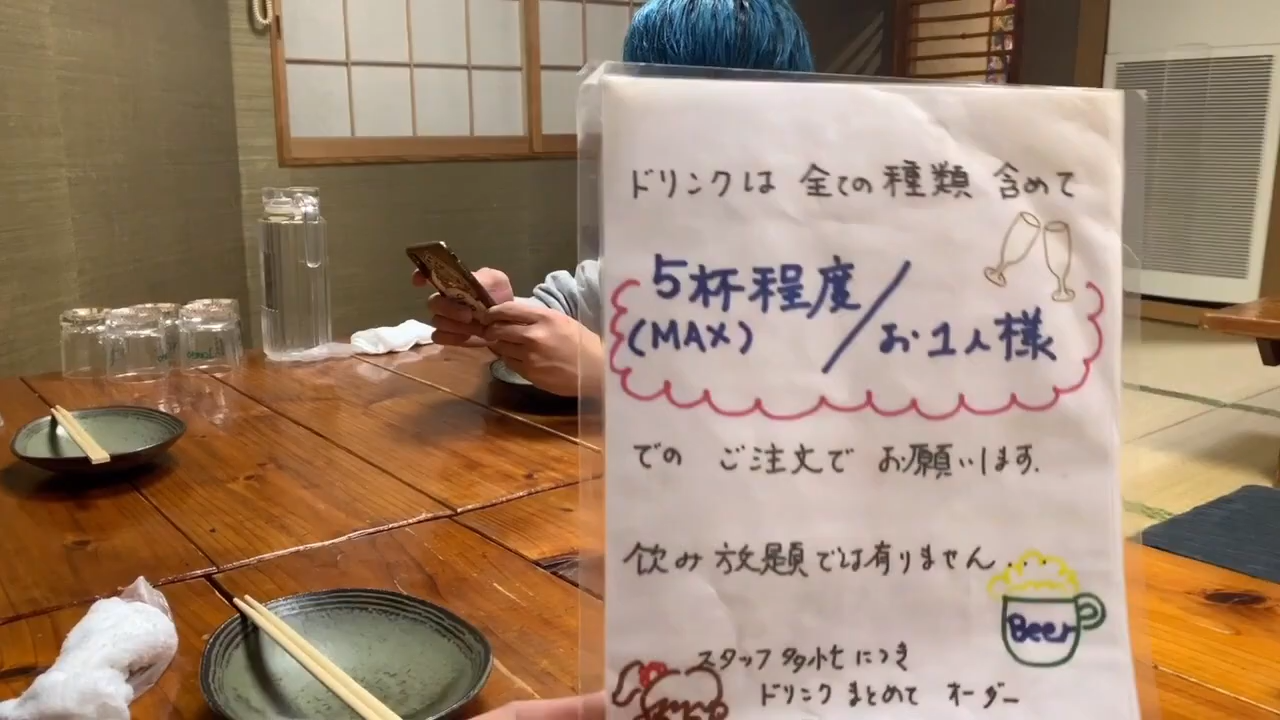 ドリンクは 全ての 種類 含めて
5杯程度/お1人様
(MAX)
での ご注文で お願いします.
飲み放題では有りません
Beer
スタッフ 多忙につき
ドリンク まとめて オーダー